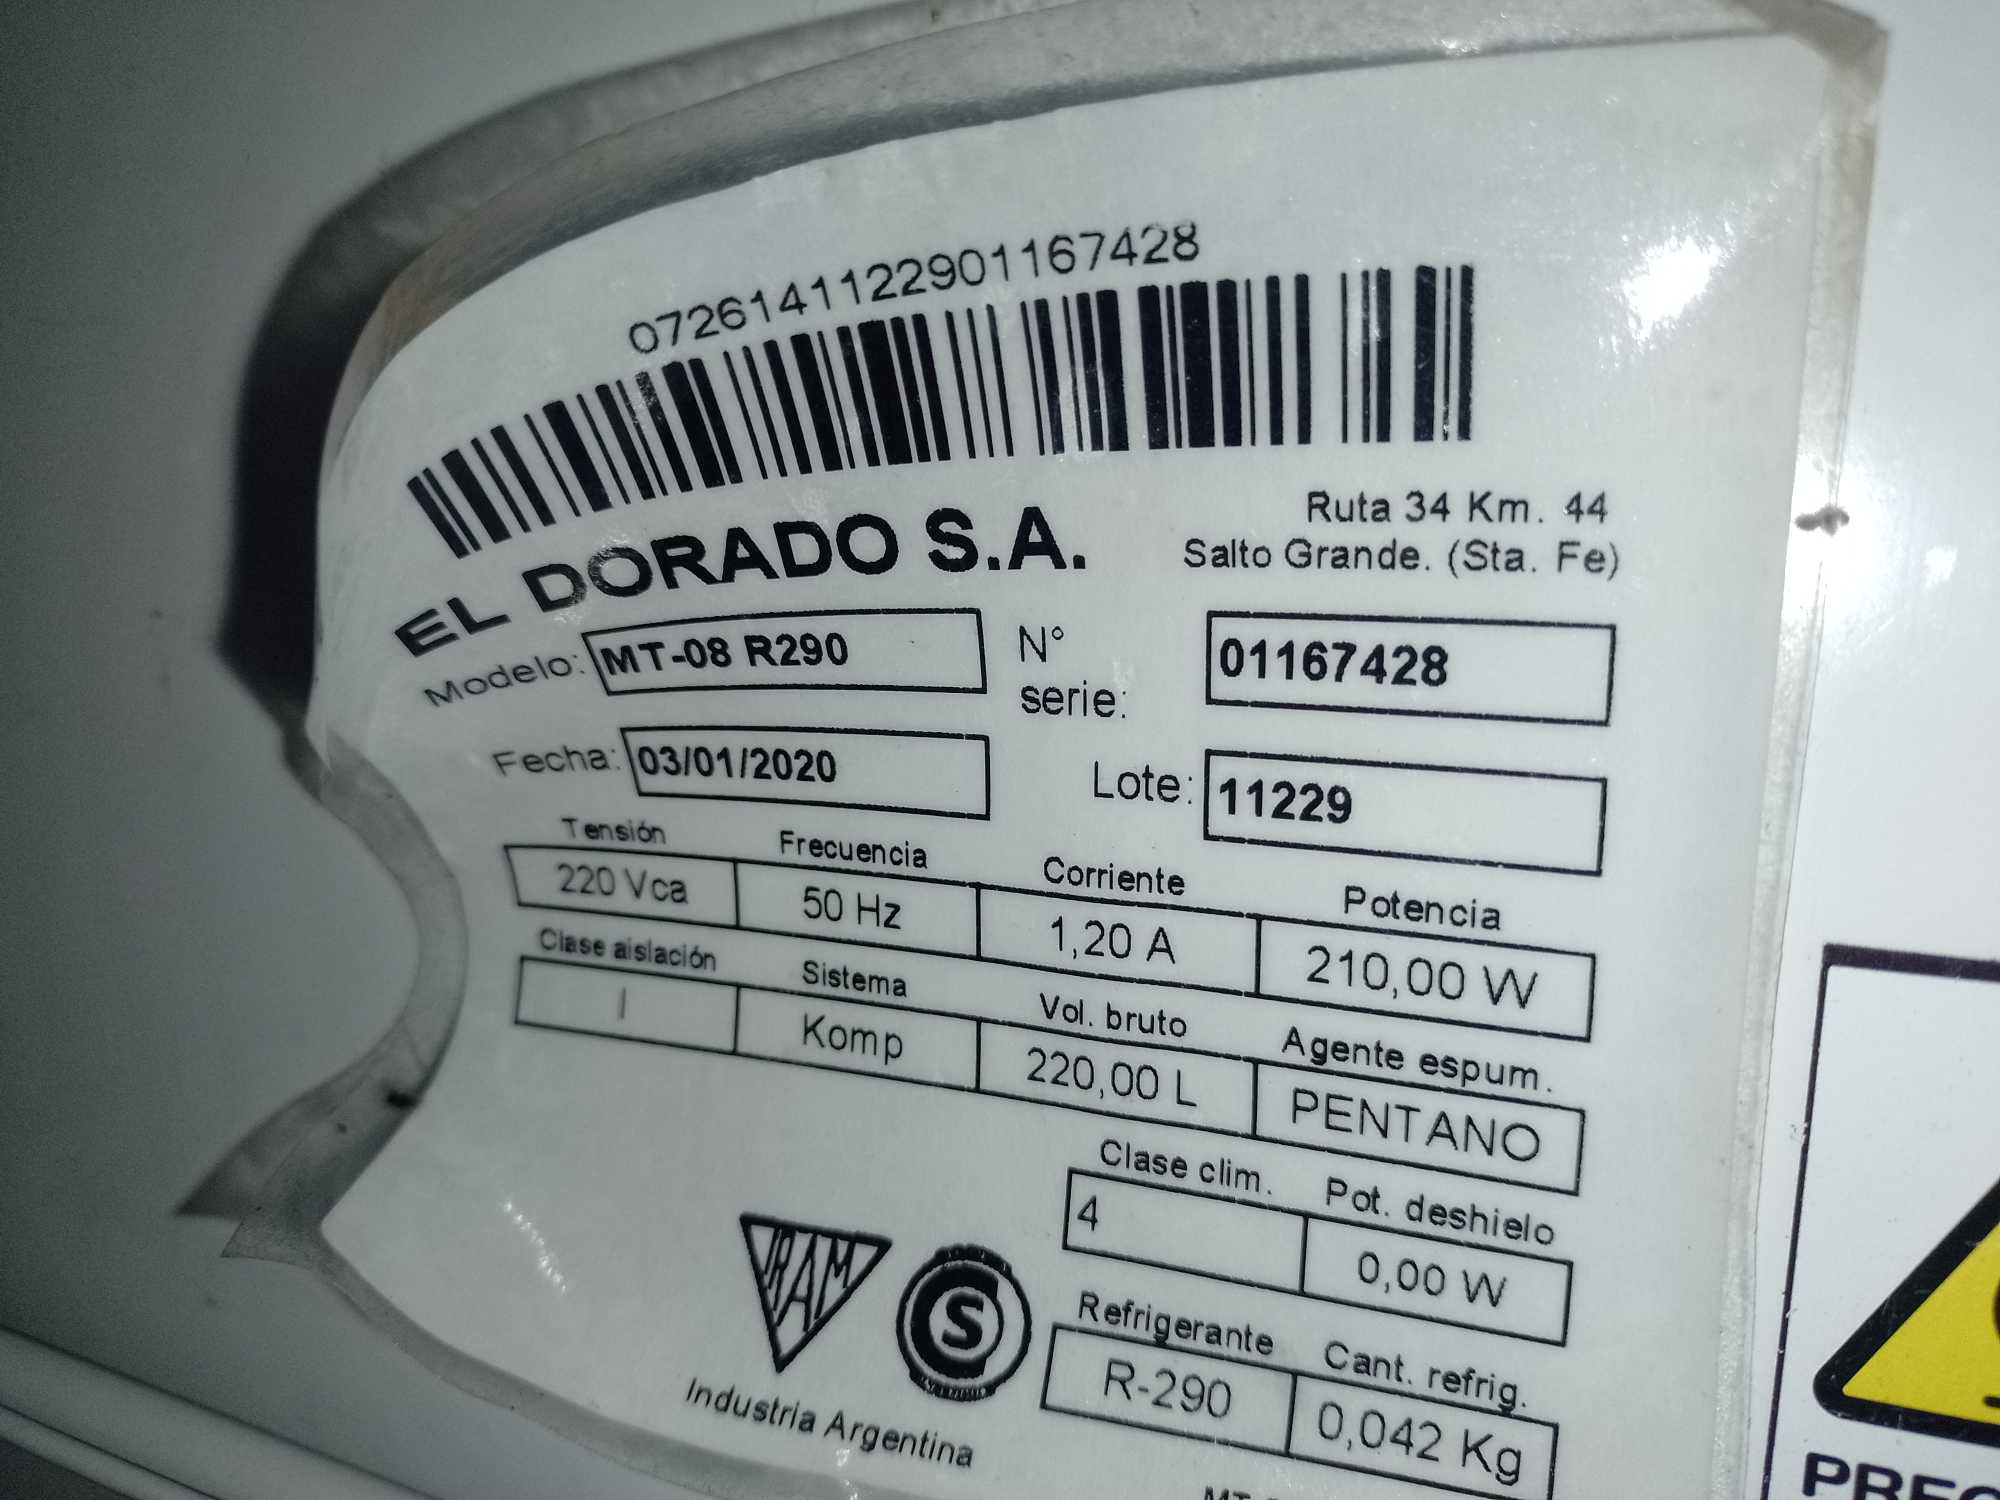 0726141122901167428
EL DORADO S.A.
Ruta 34 Km. 44
Salto Grande. (Sta. Fe)
Modelo: MT-08 R290
N° serie: 01167428
Fecha: 03/01/2020
Lote: 11229
Tensión Frecuencia Corriente Potencia
220 Vca 50 Hz 1,20 A 210,00 W
Clase aislación Sistema Vol. bruto Agente espum.
I Komp 220,00 L PENTANO
Clase clim. Pot. deshielo
4 0,00 W
Refrigerante Cant. refrig.
R-290 0,042 Kg
IRAM
S
Industria Argentina